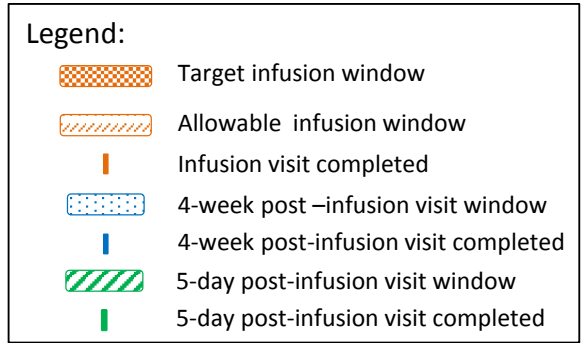 Legend:
Target infusion window
Allowable infusion window
Infusion visit completed
4-week post –infusion visit window
4-week post-infusion visit completed
5-day post-infusion visit window
5-day post-infusion visit completed